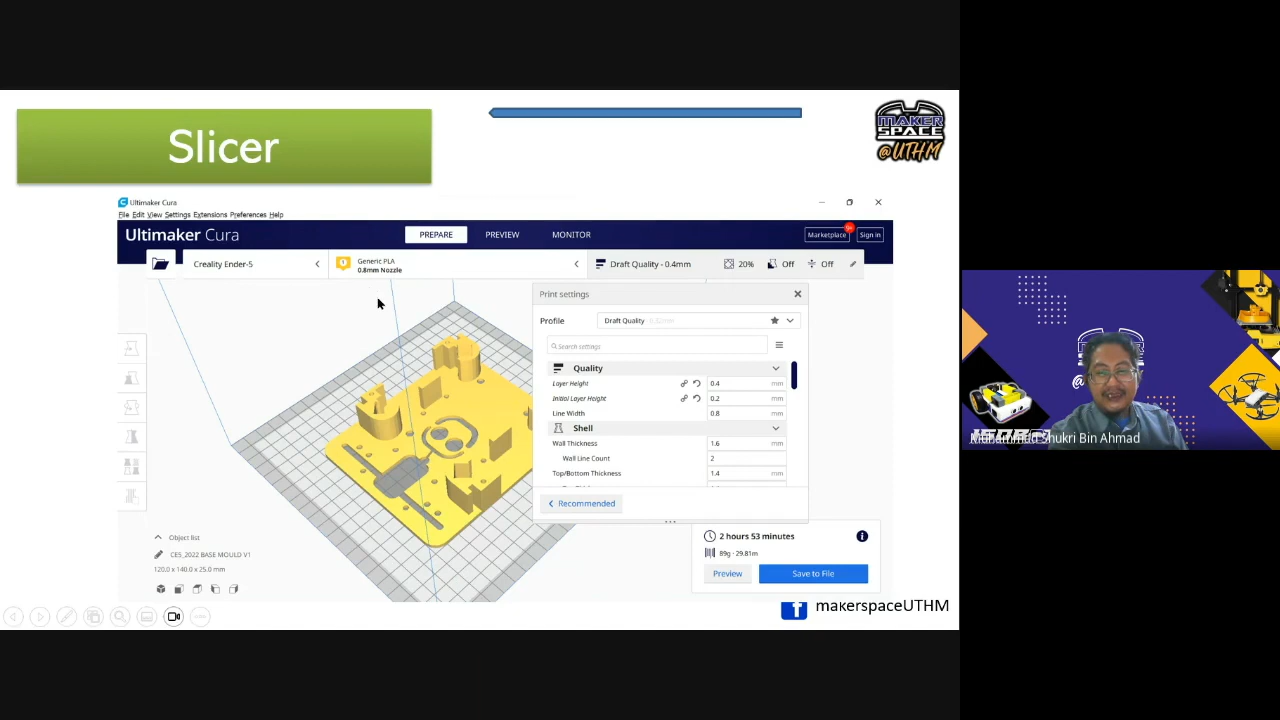 Slicer
MAKER
SPACE
@UTHM
Ultimaker Cura
File Edit View Settings Extensions Preferences Help
Ultimaker Cura
PREPARE
PREVIEW
MONITOR
Marketplace
Sign in
Creality Ender-5
Generic PLA
0.8mm Nozzle
Draft Quality - 0.4mm
20%
Off
Off
Print settings
Profile
Draft Quality
Search settings
Quality
Layer Height
0.4 mm
Initial Layer Height
0.2 mm
Line Width
0.8 mm
Shell
Wall Thickness
1.6 mm
Wall Line Count
2
Top/Bottom Thickness
1.4 mm
Recommended
Object list
CE5_2022 BASE MOULD V1
120.0 x 140.0 x 25.0 mm
2 hours 53 minutes
89g · 29.81m
Preview
Save to File
makerspaceUTHM
Muhammad Shukri Bin Ahmad